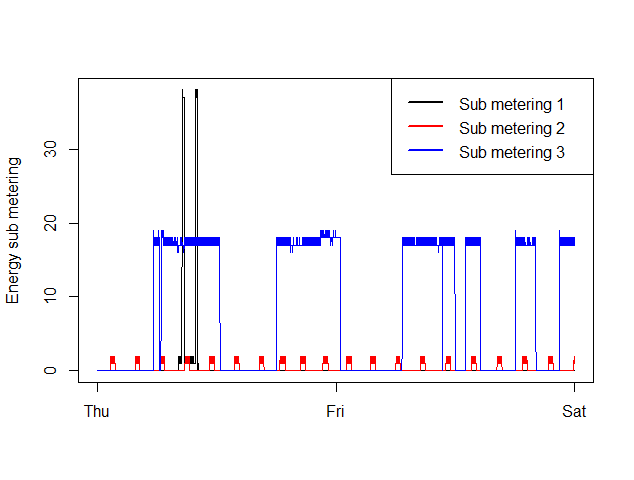 Sub metering 1
Sub metering 2
Sub metering 3
Energy sub metering
30
20
10
0
Thu Fri Sat